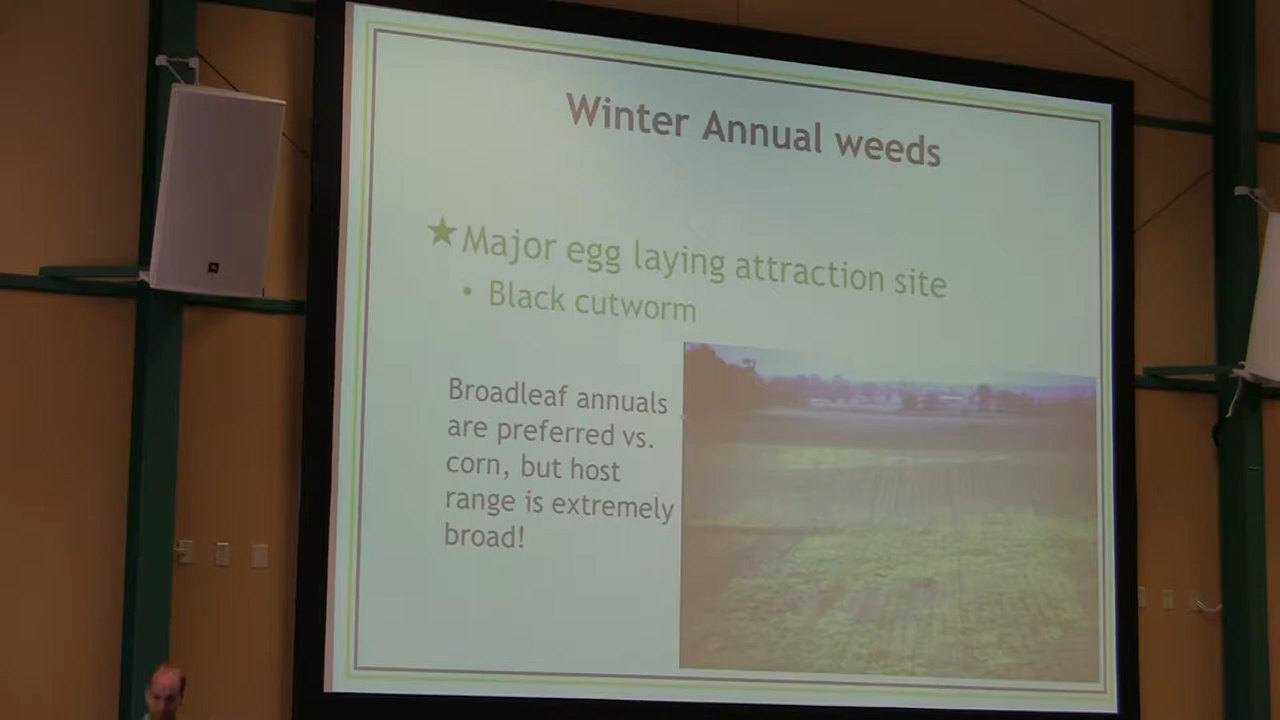 Winter Annual weeds
★Major egg laying attraction site
• Black cutworm
Broadleaf annuals
are preferred vs.
corn, but host
range is extremely
broad!